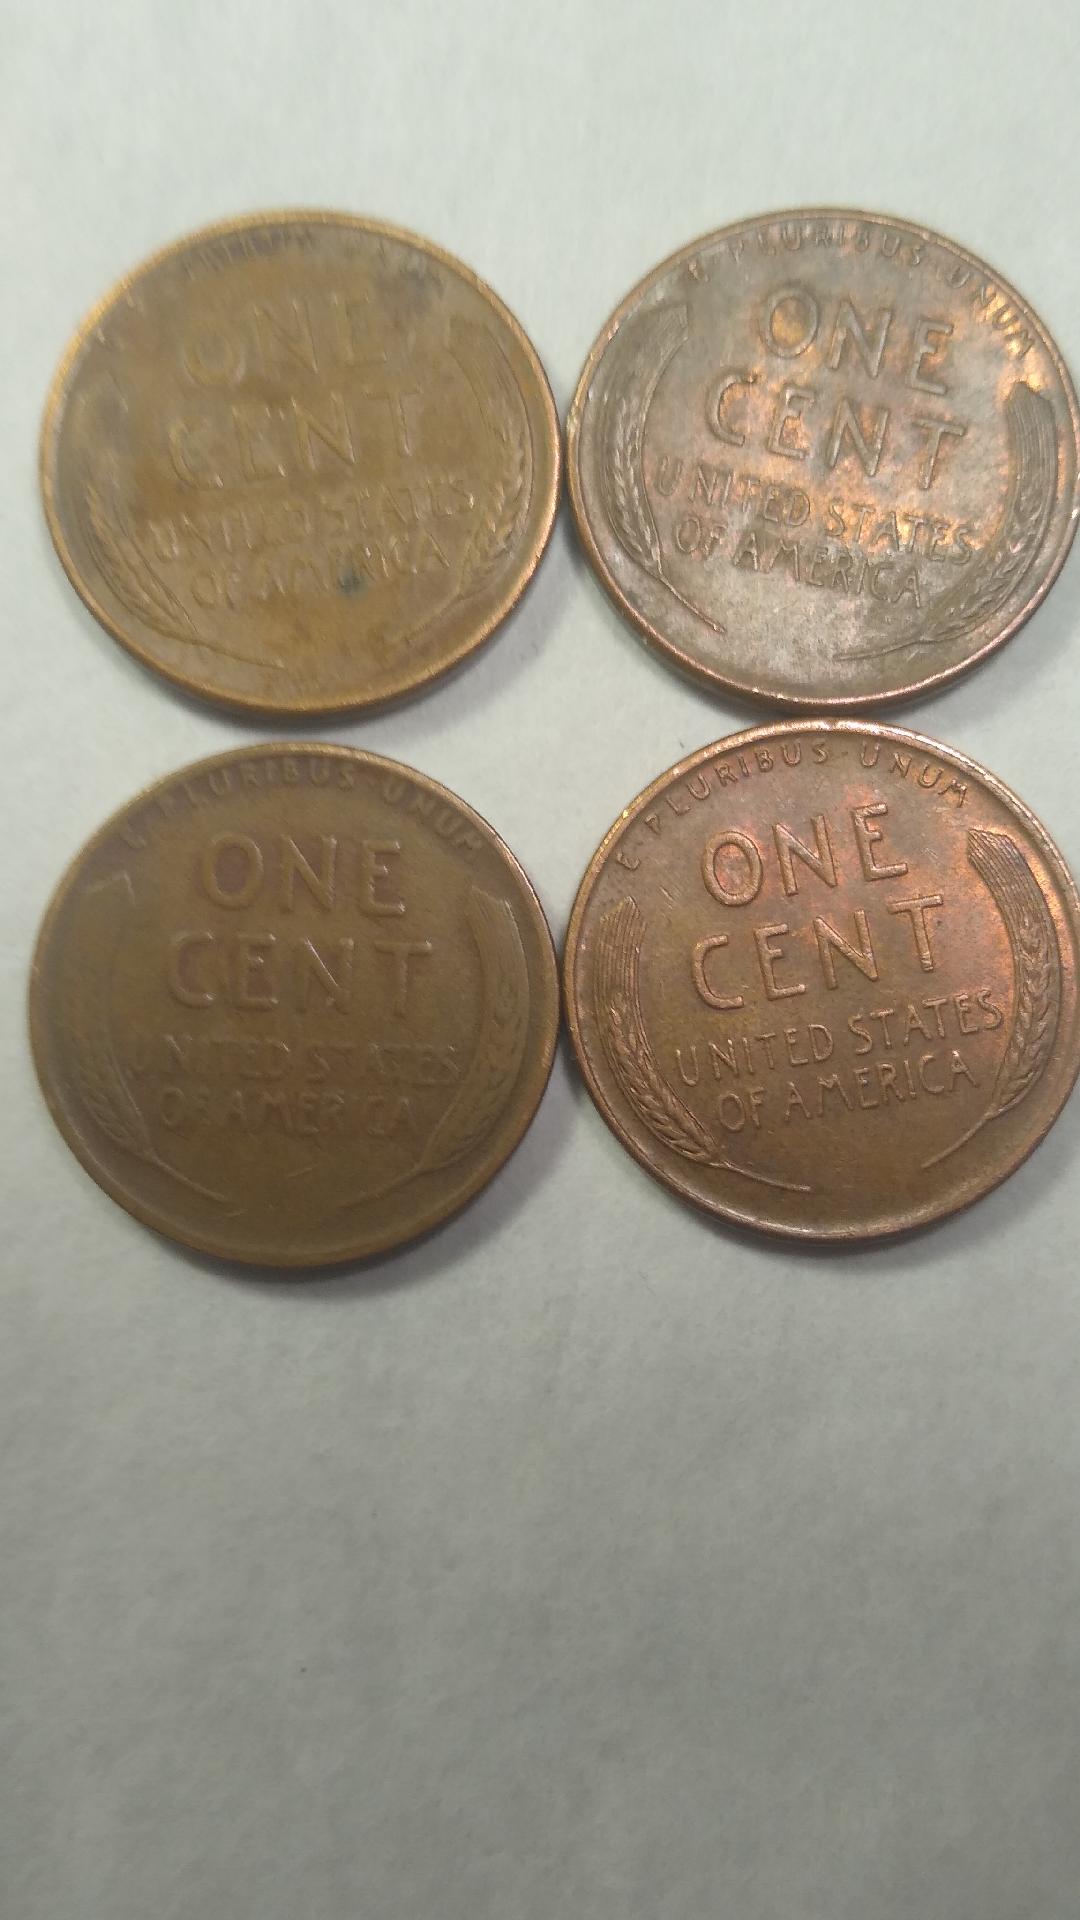 ONE
CENT
UNITED STATES
OF AMERICA
E · PLURIBUS · UNUM
ONE
CENT
UNITED STATES
OF AMERICA
E · PLURIBUS · UNUM
ONE
CENT
UNITED STATES
OF AMERICA
E · PLURIBUS · UNUM
ONE
CENT
UNITED STATES
OF AMERICA